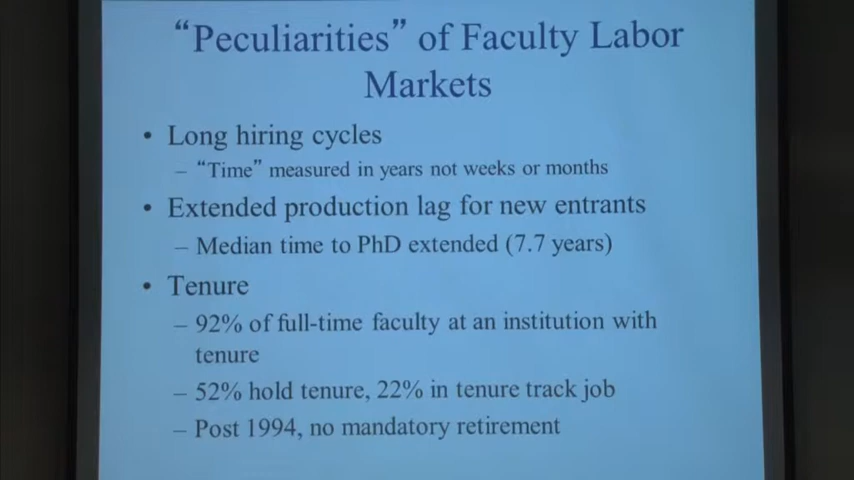 “Peculiarities” of Faculty Labor
Markets
• Long hiring cycles
– “Time” measured in years not weeks or months
• Extended production lag for new entrants
– Median time to PhD extended (7.7 years)
• Tenure
– 92% of full-time faculty at an institution with
tenure
– 52% hold tenure, 22% in tenure track job
– Post 1994, no mandatory retirement